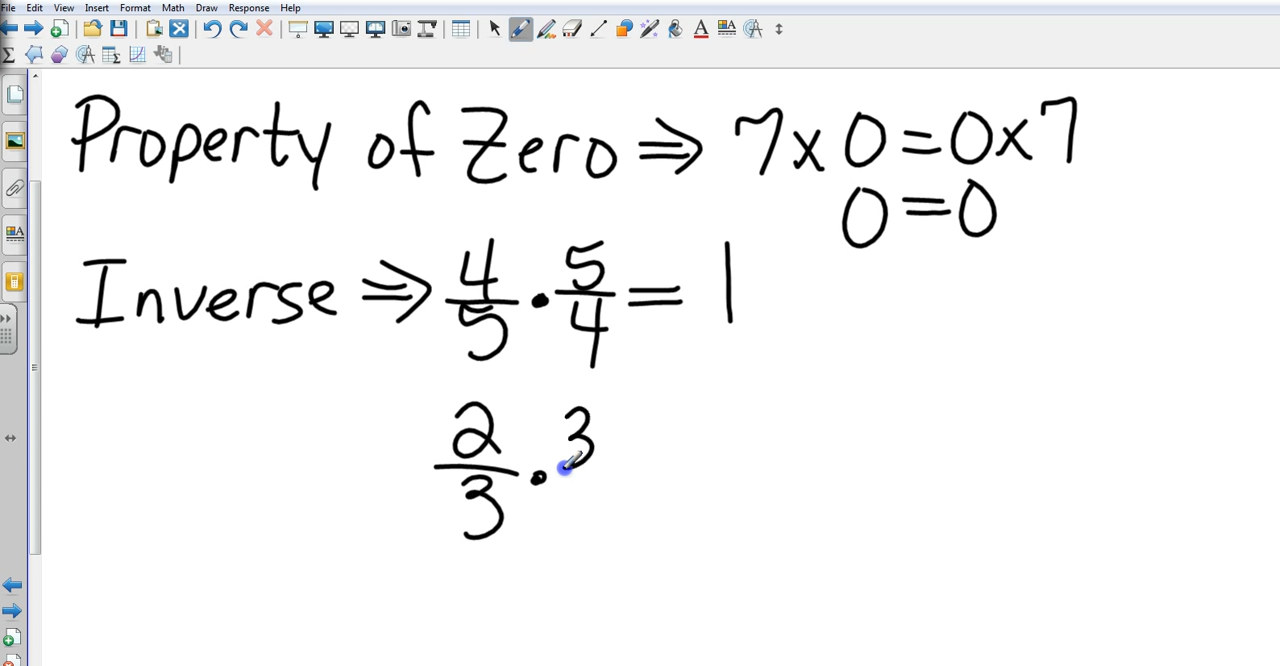 File Edit View Insert Format Math Draw Response Help
Property of Zero ⇒ 7 x 0 = 0 x 7
0 = 0
Inverse ⇒ 4/5 · 5/4 = 1
2/3 · 3